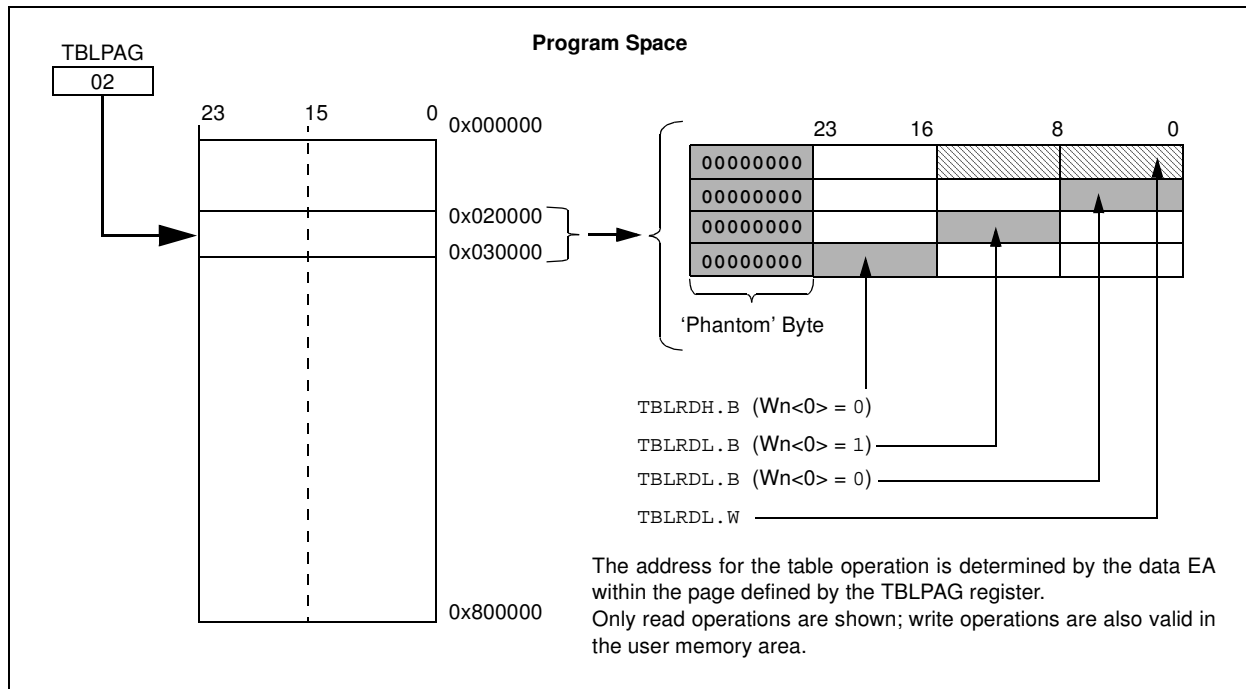 Program Space
TBLPAG
02
23 15 0
0x000000
0x020000
0x030000
0x800000
23 16 8 0
00000000
00000000
00000000
00000000
‘Phantom’ Byte
TBLRDH.B (Wn<0> = 0)
TBLRDL.B (Wn<0> = 1)
TBLRDL.B (Wn<0> = 0)
TBLRDL.W
The address for the table operation is determined by the data EA
within the page defined by the TBLPAG register.
Only read operations are shown; write operations are also valid in
the user memory area.